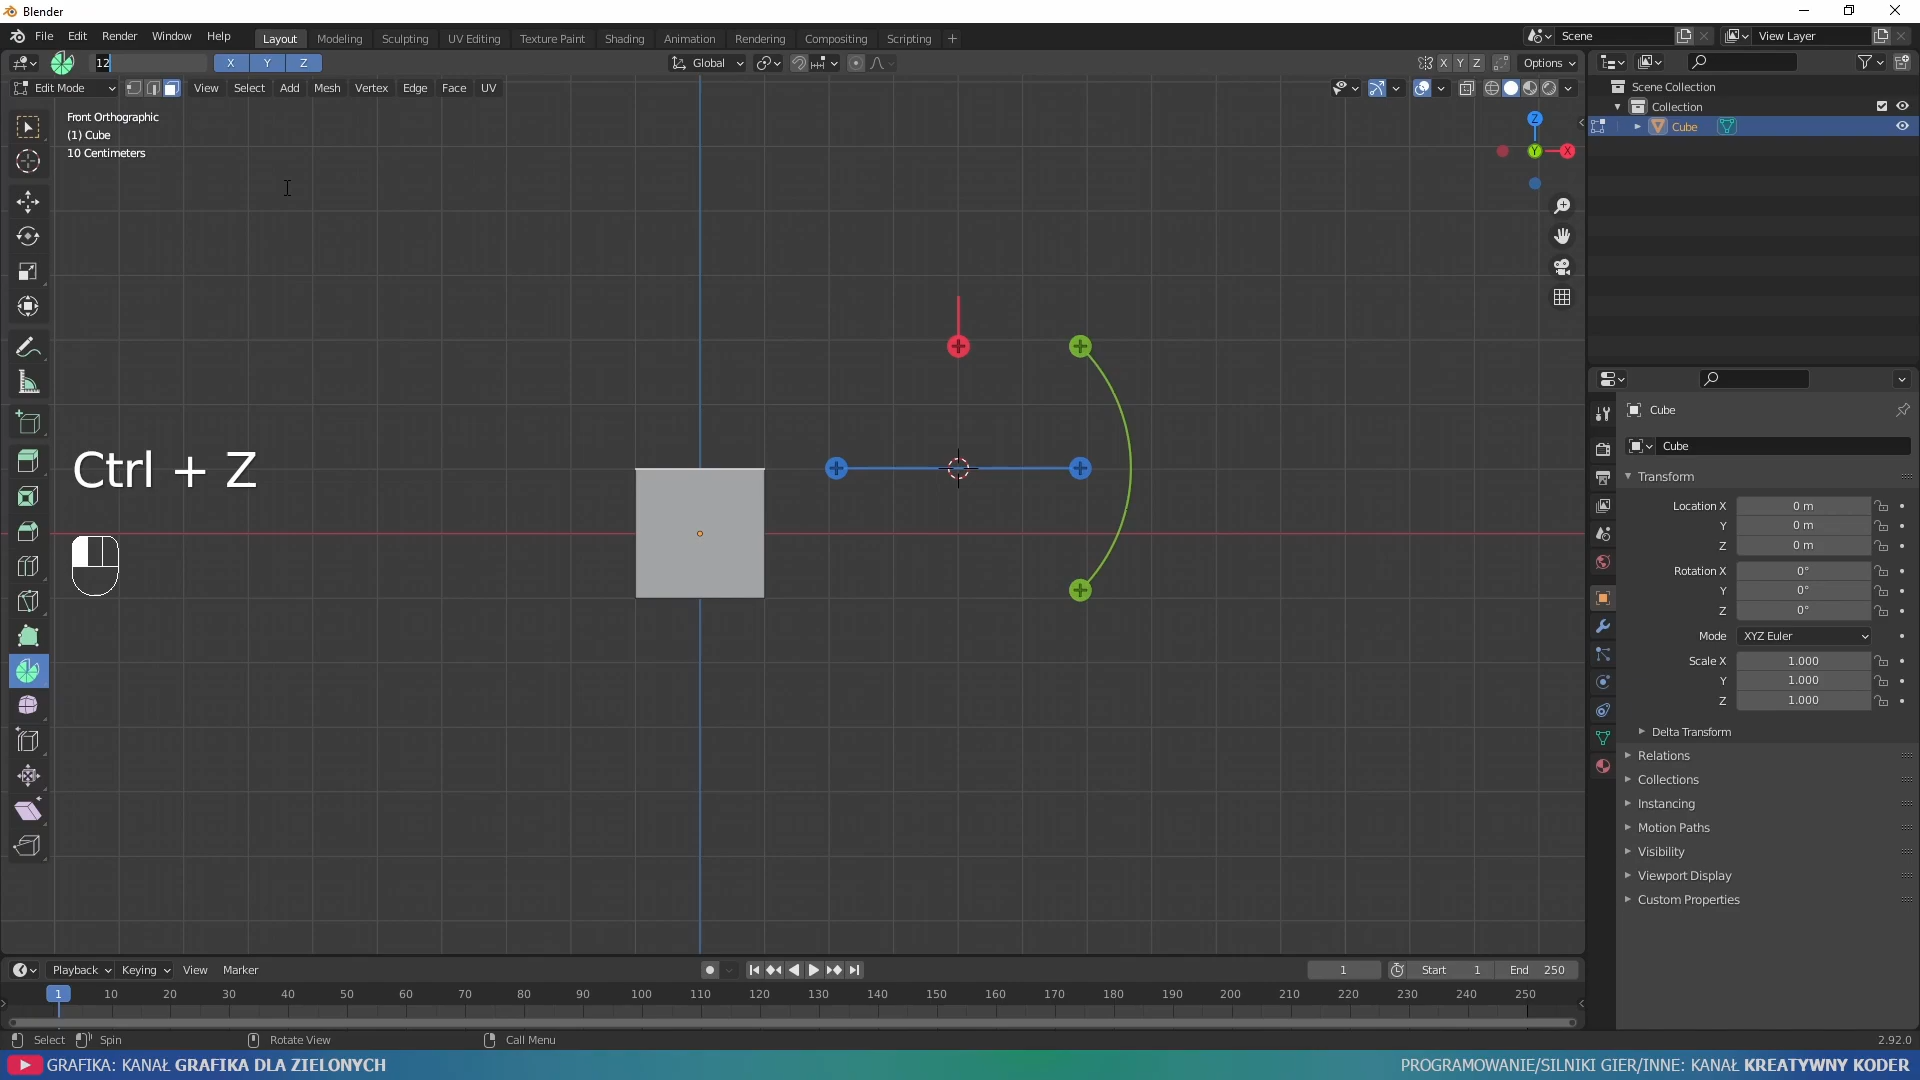 Blender
File Edit Render Window Help Layout Modeling Sculpting UV Editing Texture Paint Shading Animation Rendering Compositing Scripting + Scene View Layer
12 X Y Z Global X Y Z Options
Edit Mode View Select Add Mesh Vertex Edge Face UV
Scene Collection
Collection
Cube
Front Orthographic
(1) Cube
10 Centimeters
Z
Y
X
Ctrl + Z
Cube
Cube
Transform
Location X 0 m
Y 0 m
Z 0 m
Rotation X 0°
Y 0°
Z 0°
Mode XYZ Euler
Scale X 1.000
Y 1.000
Z 1.000
Delta Transform
Relations
Collections
Instancing
Motion Paths
Visibility
Viewport Display
Custom Properties
Playback Keying View Marker 1 Start 1 End 250
1 10 20 30 40 50 60 70 80 90 100 110 120 130 140 150 160 170 180 190 200 210 220 230 240 250
Select Spin Rotate View Call Menu 2.92.0
GRAFIKA: KANAŁ GRAFIKA DLA ZIELONYCH PROGRAMOWANIE/SILNIKI GIER/INNE: KANAŁ KREATYWNY KODER